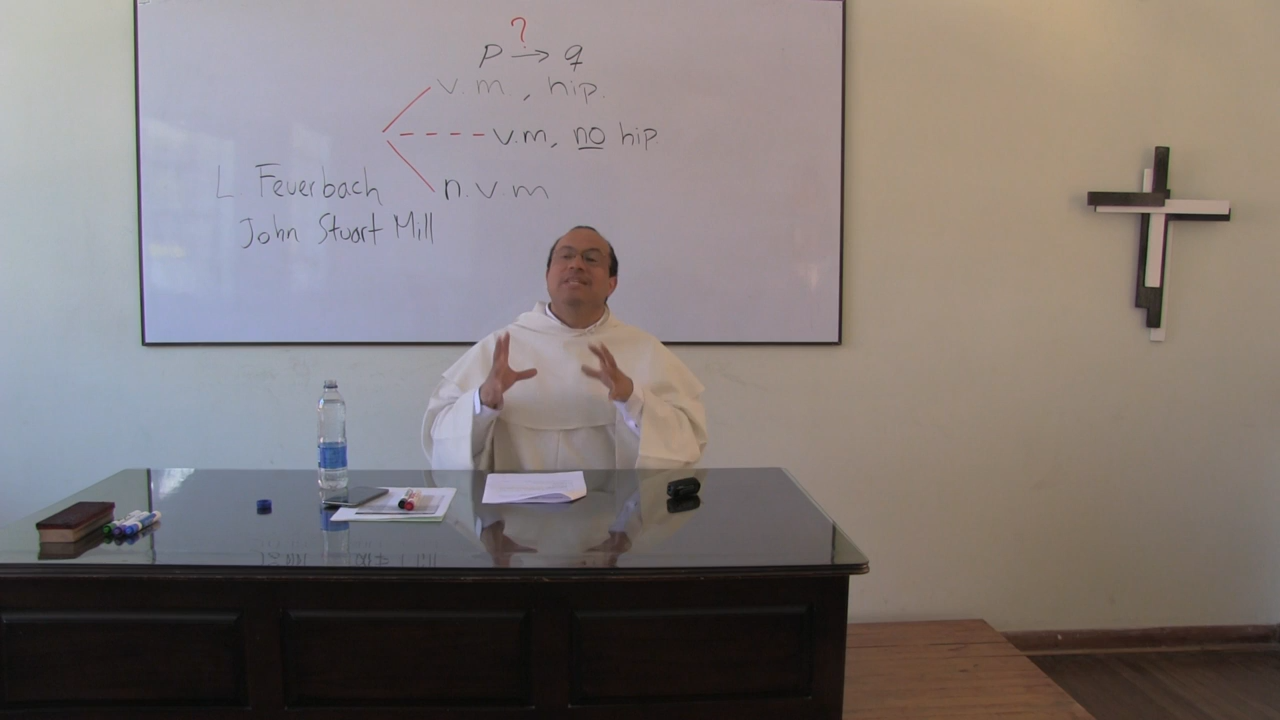 ?
p → q
v.m , hip.
v.m, no hip
n.v.m
L Feuerbach
John Stuart Mill